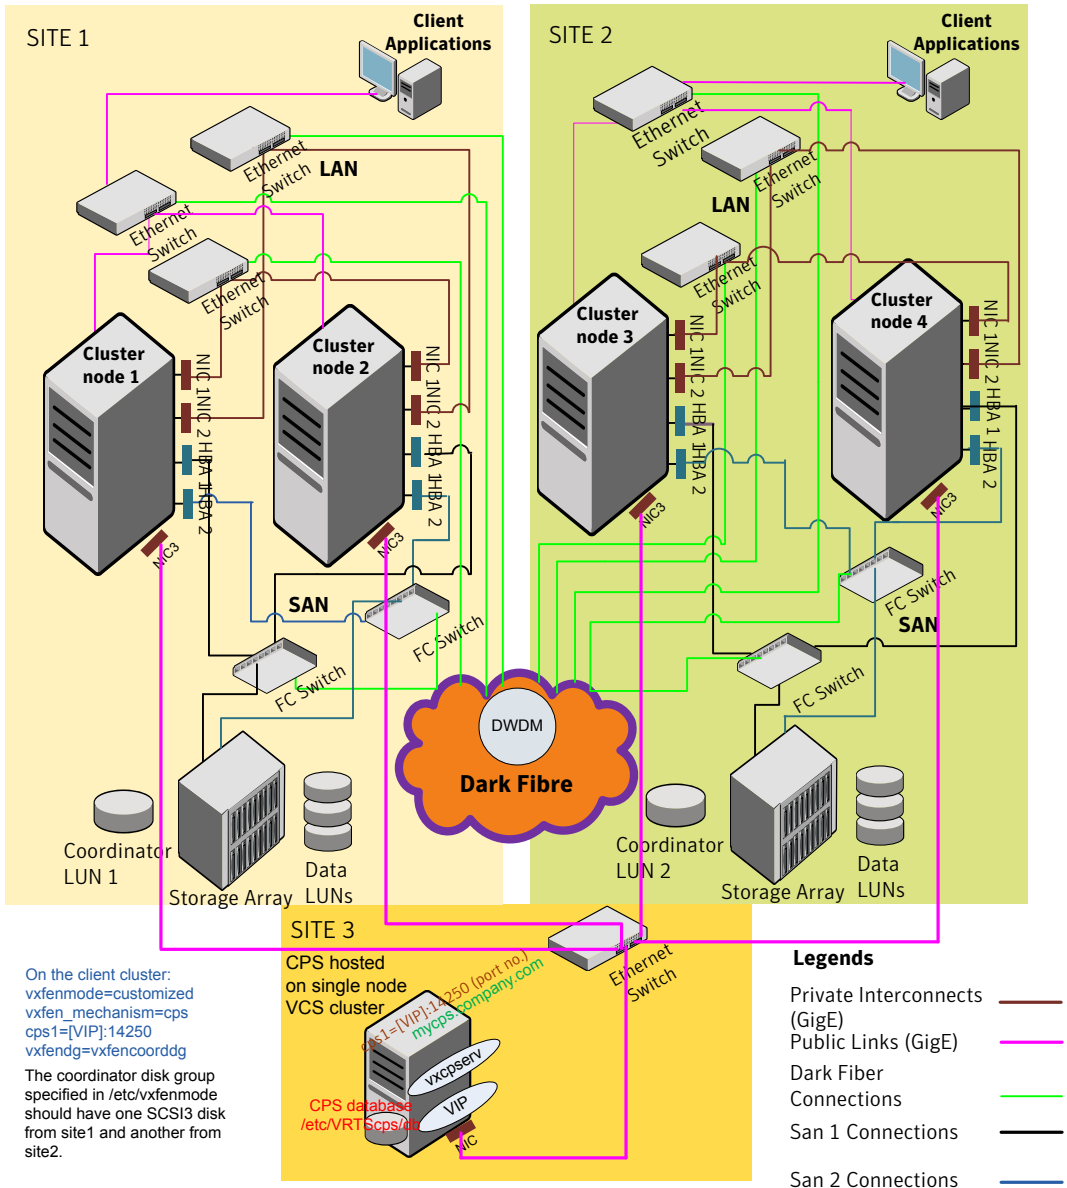 SITE 1
Client
Applications
Ethernet
Switch
LAN
Ethernet
Switch
Ethernet
Switch
Cluster
node 1
NIC 1
NIC 2
HBA 1
HBA 2
NIC3
Cluster
node 2
NIC 1
NIC 2
HBA 1
HBA 2
NIC3
SAN
FC Switch
FC Switch
Coordinator
LUN 1
Storage Array
Data
LUNs
SITE 2
Client
Applications
Ethernet
Switch
Ethernet
Switch
LAN
Ethernet
Switch
Cluster
node 3
NIC 1
NIC 2
HBA 1
HBA 2
NIC3
Cluster
node 4
NIC 1
NIC 2
HBA 1
HBA 2
NIC3
FC Switch
SAN
FC Switch
DWDM
Dark Fibre
Coordinator
LUN 2
Storage Array
Data
LUNs
SITE 3
CPS hosted
on single node
VCS cluster
Ethernet
Switch
cps1=[VIP]:14250 (port no.)
mycps.company.com
vxcpserv
VIP
CPS database
/etc/VRTScps/db
NIC
On the client cluster:
vxfenmode=customized
vxfen_mechanism=cps
cps1=[VIP]:14250
vxfendg=vxfencoorddg
The coordinator disk group
specified in /etc/vxfenmode
should have one SCSI3 disk
from site1 and another from
site2.
Legends
Private Interconnects
(GigE)
Public Links (GigE)
Dark Fiber
Connections
San 1 Connections
San 2 Connections